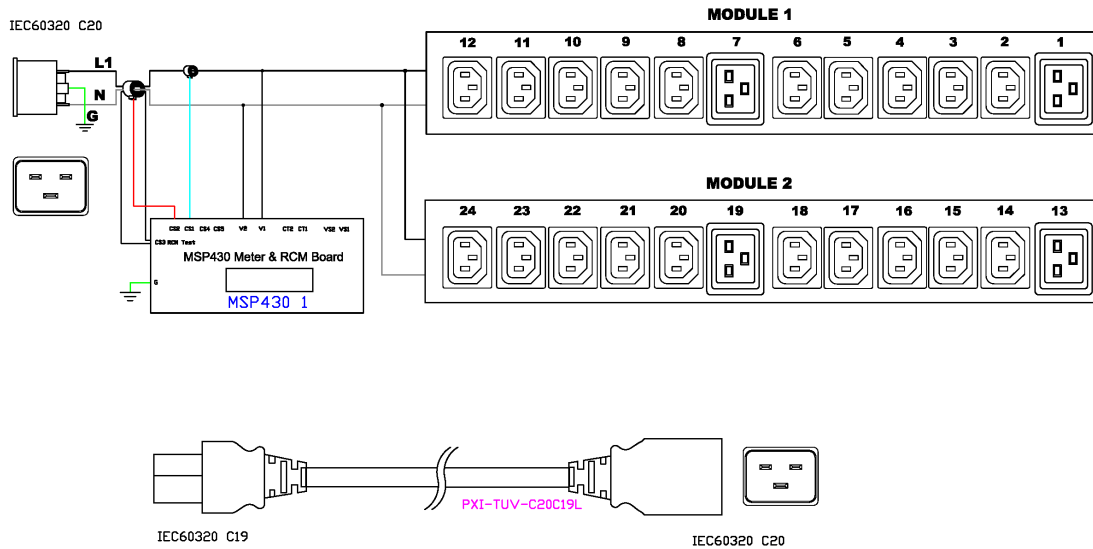 MODULE 1
IEC60320 C20
12 11 10 9 8 7 6 5 4 3 2 1
L1
N
G
MODULE 2
24 23 22 21 20 19 18 17 16 15 14 13
CS2 CS1 CS4 CS5 V2 V1 CT2 CT1 VS2 VS1
CS3 RCM Test
MSP430 Meter & RCM Board
G
MSP430 1
PXI-TUV-C20C19L
IEC60320 C19
IEC60320 C20